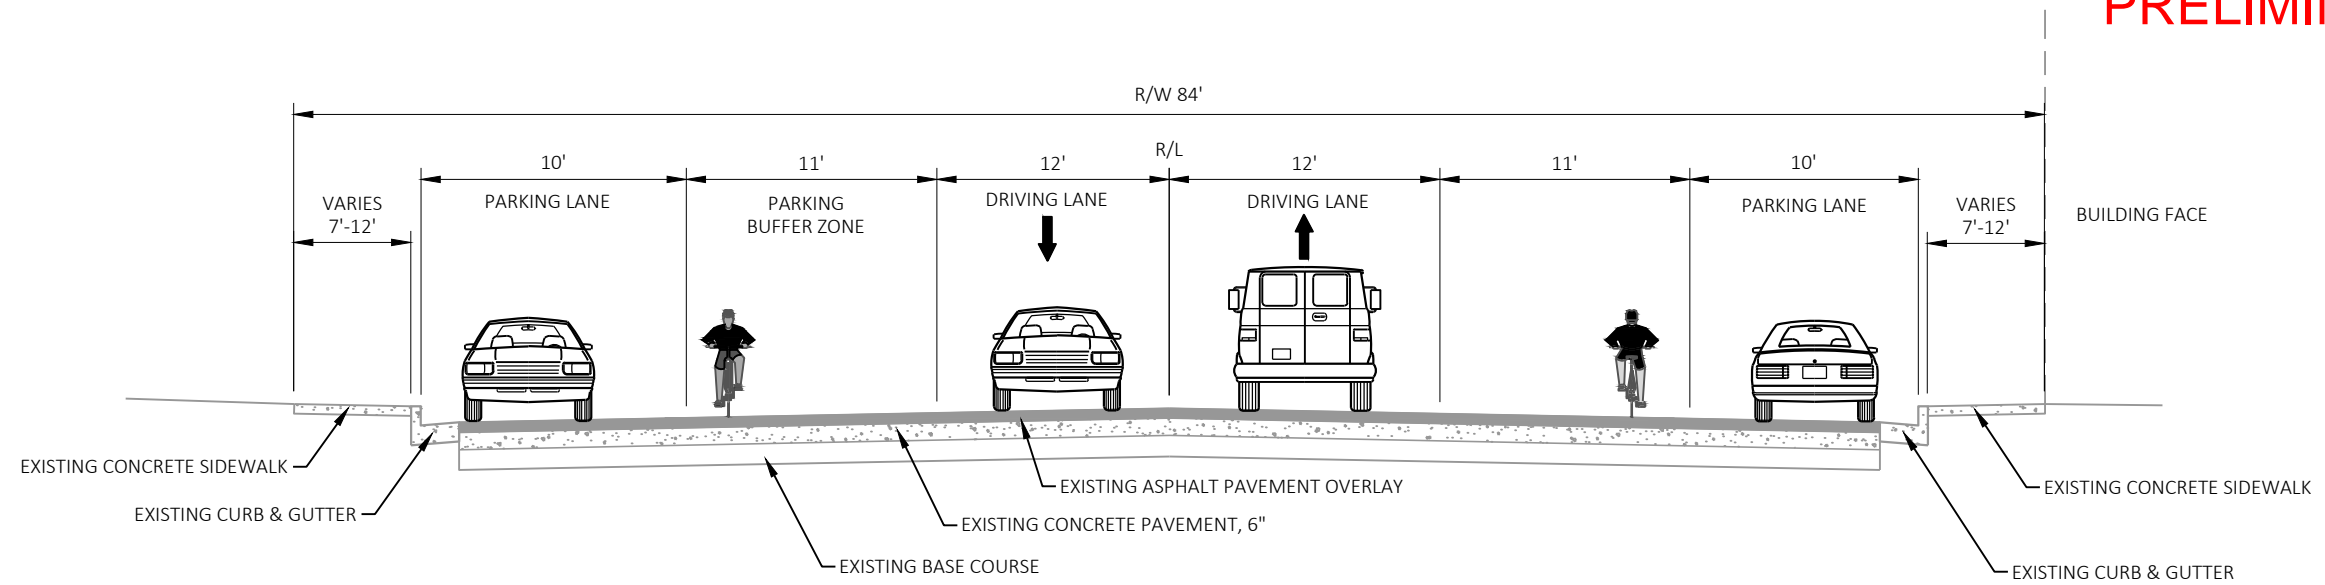 PRELIMI
R/W 84'
10'
11'
12'
R/L
12'
11'
10'
PARKING LANE
PARKING
BUFFER ZONE
DRIVING LANE
DRIVING LANE
PARKING LANE
VARIES
7'-12'
VARIES
7'-12'
BUILDING FACE
EXISTING CONCRETE SIDEWALK
EXISTING CURB & GUTTER
EXISTING ASPHALT PAVEMENT OVERLAY
EXISTING CONCRETE PAVEMENT, 6"
EXISTING BASE COURSE
EXISTING CONCRETE SIDEWALK
EXISTING CURB & GUTTER